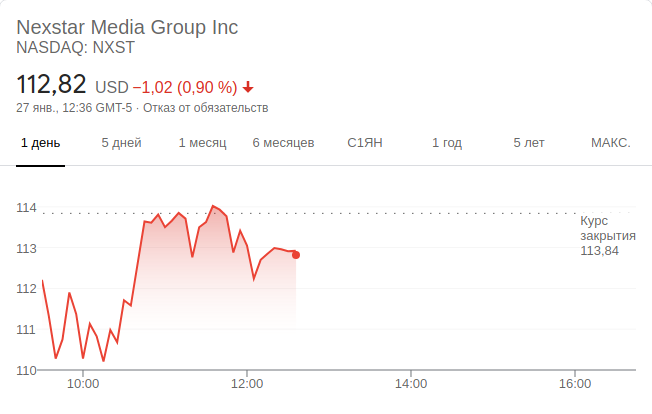 Nexstar Media Group Inc
NASDAQ: NXST
112,82 USD −1,02 (0,90 %)
27 янв., 12:36 GMT-5 · Отказ от обязательств
1 день 5 дней 1 месяц 6 месяцев С1ЯН 1 год 5 лет МАКС.
114
Курс
закрытия
113,84
113
112
111
110
10:00 12:00 14:00 16:00